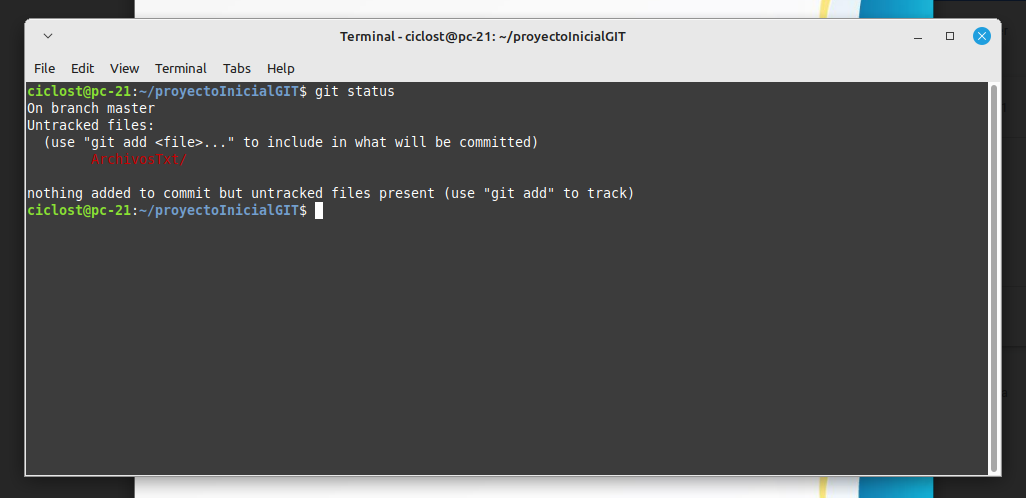 Terminal - ciclost@pc-21: ~/proyectoInicialGIT
File Edit View Terminal Tabs Help
ciclost@pc-21:~/proyectoInicialGIT$ git status
On branch master
Untracked files:
  (use "git add <file>..." to include in what will be committed)
        ArchivosTxt/

nothing added to commit but untracked files present (use "git add" to track)
ciclost@pc-21:~/proyectoInicialGIT$